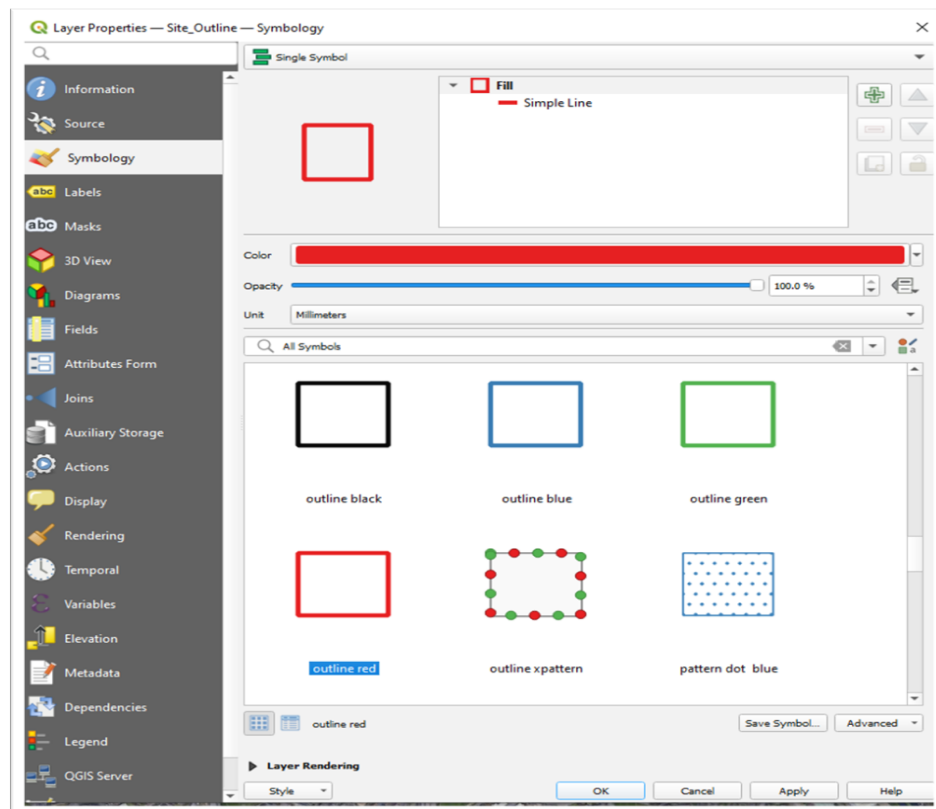 Layer Properties — Site_Outline — Symbology
Single Symbol
Information
Source
Symbology
abc Labels
abc Masks
3D View
Diagrams
Fields
Attributes Form
Joins
Auxiliary Storage
Actions
Display
Rendering
Temporal
Variables
Elevation
Metadata
Dependencies
Legend
QGIS Server
Fill
Simple Line
Color
Opacity
100.0 %
Unit
Millimeters
All Symbols
outline black
outline blue
outline green
outline red
outline xpattern
pattern dot blue
outline red
Save Symbol...
Advanced
Layer Rendering
Style
OK
Cancel
Apply
Help